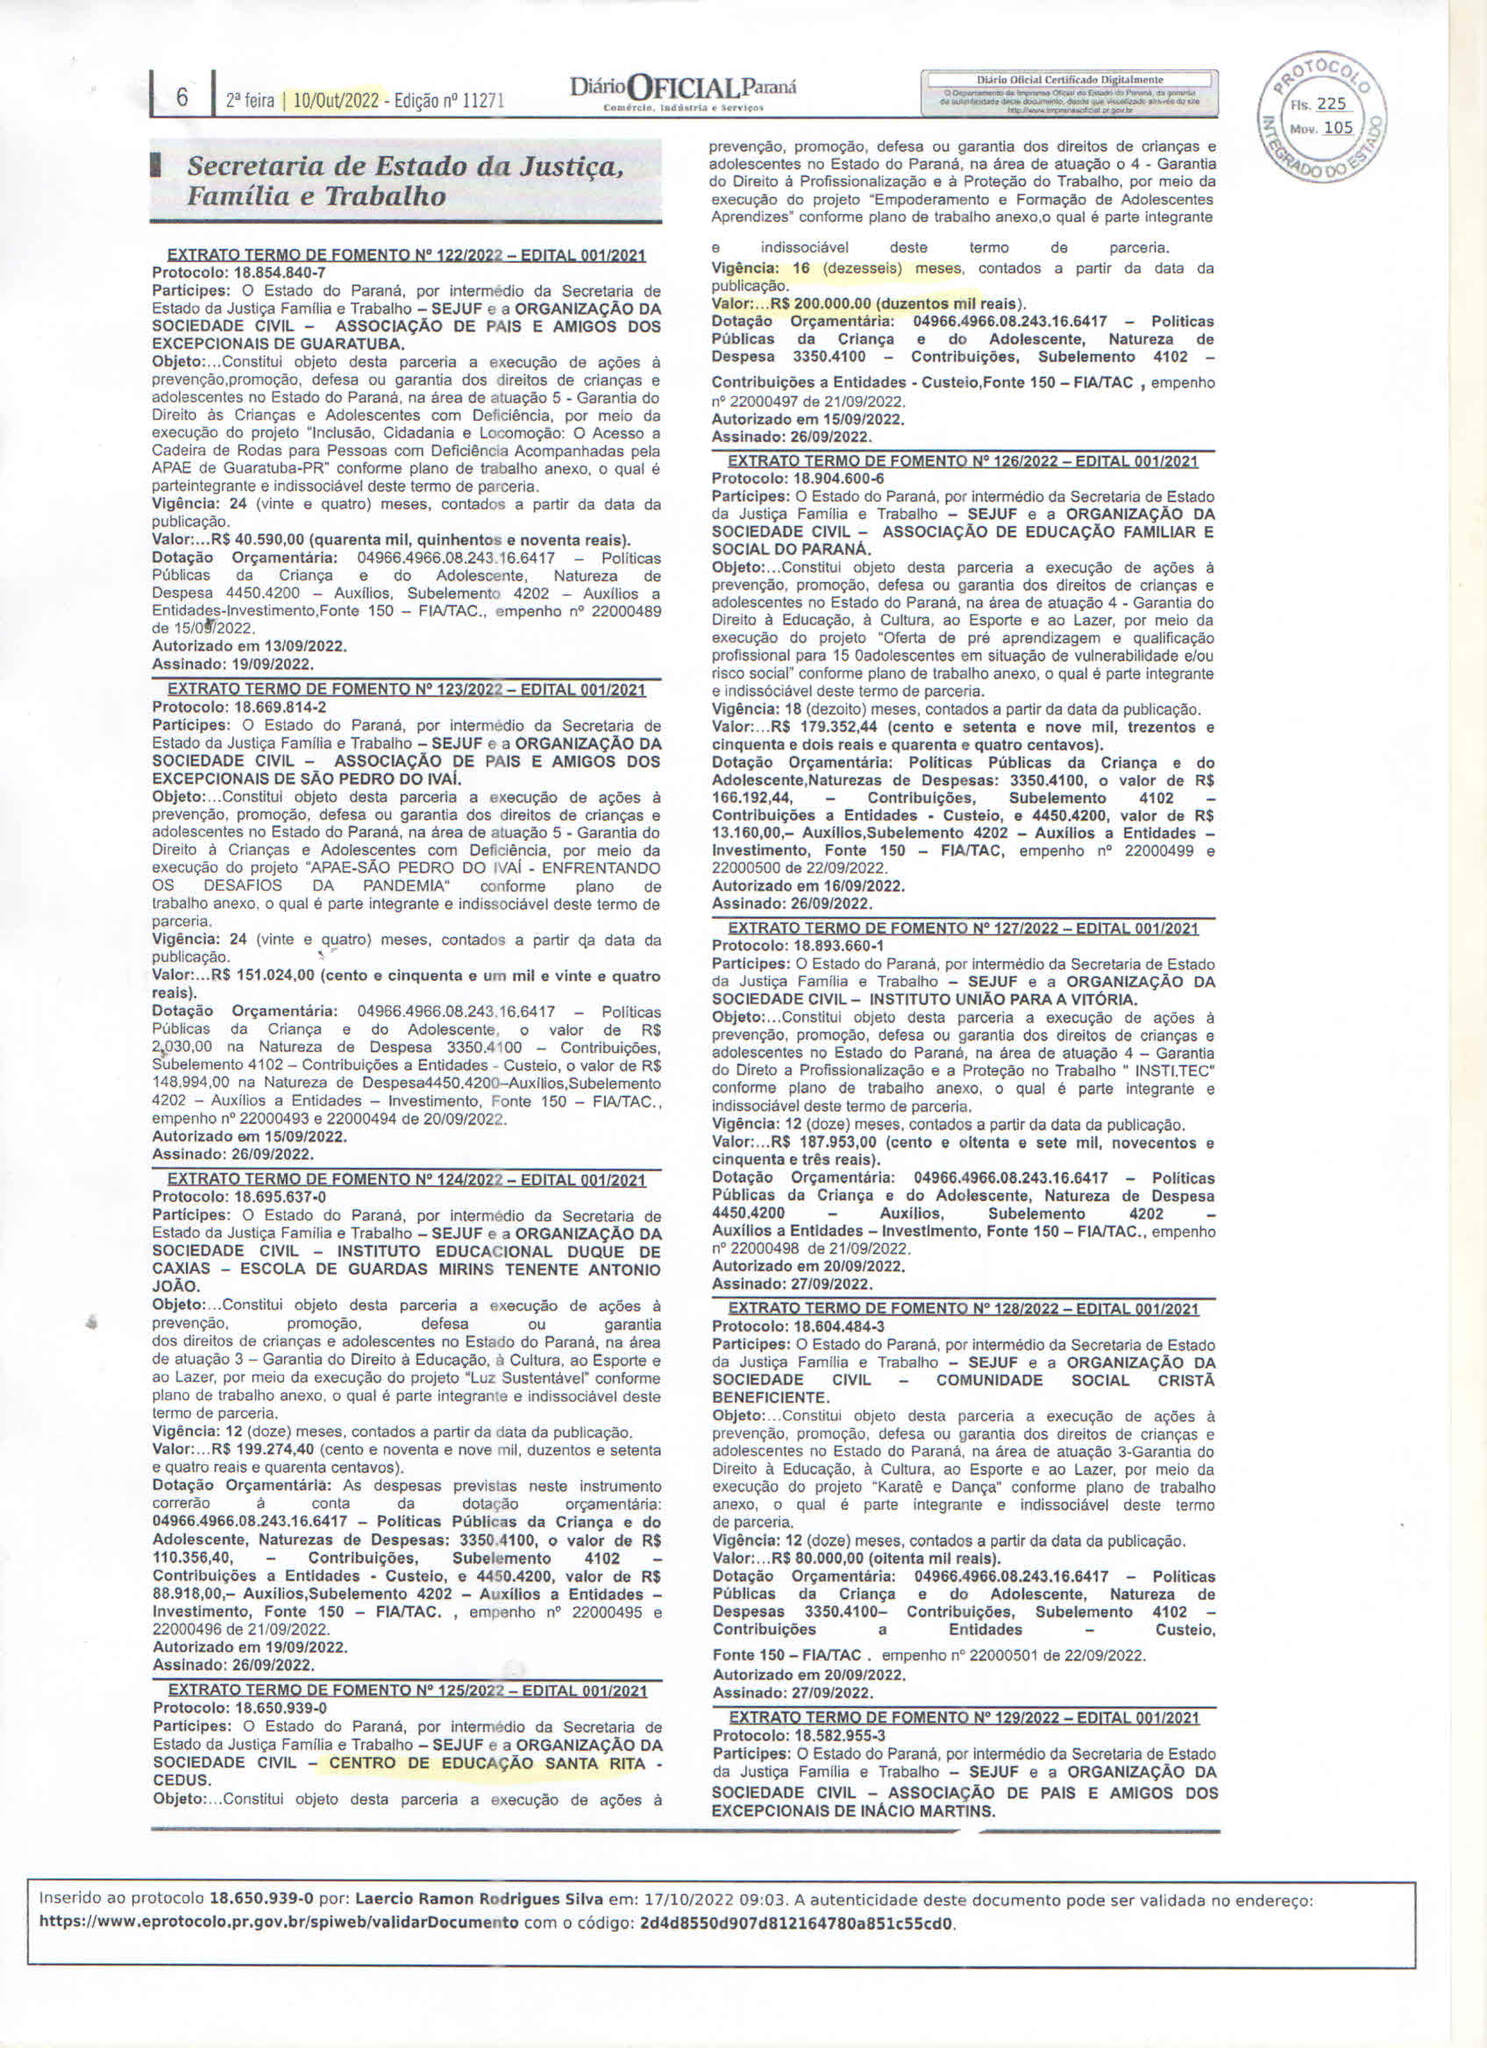 6
2ª feira | 10/Out/2022 - Edição nº 11271
Diário OFICIAL Paraná
Comércio, Indústria e Serviços
Diário Oficial Certificado Digitalmente
O Departamento de Imprensa Oficial do Estado do Paraná, da garantia
da autenticidade deste documento, desde que visualizado através do site
http://www.imprensaoficial.pr.gov.br
PROTOCOLO
Fls. 225
Mov. 105
INTEGRADO DO ESTADO
Secretaria de Estado da Justiça,
Família e Trabalho
EXTRATO TERMO DE FOMENTO Nº 122/2022 – EDITAL 001/2021
Protocolo: 18.854.840-7
Partícipes: O Estado do Paraná, por intermédio da Secretaria de
Estado da Justiça Família e Trabalho – SEJUF e a ORGANIZAÇÃO DA
SOCIEDADE CIVIL – ASSOCIAÇÃO DE PAIS E AMIGOS DOS
EXCEPCIONAIS DE GUARATUBA.
Objeto:...Constitui objeto desta parceria a execução de ações à
prevenção,promoção, defesa ou garantia dos direitos de crianças e
adolescentes no Estado do Paraná, na área de atuação 5 - Garantia do
Direito às Crianças e Adolescentes com Deficiência, por meio da
execução do projeto "Inclusão, Cidadania e Locomoção: O Acesso a
Cadeira de Rodas para Pessoas com Deficiência Acompanhadas pela
APAE de Guaratuba-PR" conforme plano de trabalho anexo, o qual é
parteintegrante e indissociável deste termo de parceria.
Vigência: 24 (vinte e quatro) meses, contados a partir da data da
publicação.
Valor:...R$ 40.590,00 (quarenta mil, quinhentos e noventa reais).
Dotação Orçamentária: 04966.4966.08.243.16.6417 – Políticas
Públicas da Criança e do Adolescente, Natureza de
Despesa 4450.4200 – Auxílios, Subelemento 4202 – Auxílios a
Entidades-Investimento,Fonte 150 – FIA/TAC., empenho nº 22000489
de 15/09/2022.
Autorizado em 13/09/2022.
Assinado: 19/09/2022.
EXTRATO TERMO DE FOMENTO Nº 123/2022 – EDITAL 001/2021
Protocolo: 18.669.814-2
Partícipes: O Estado do Paraná, por intermédio da Secretaria de
Estado da Justiça Família e Trabalho – SEJUF e a ORGANIZAÇÃO DA
SOCIEDADE CIVIL – ASSOCIAÇÃO DE PAIS E AMIGOS DOS
EXCEPCIONAIS DE SÃO PEDRO DO IVAÍ.
Objeto:...Constitui objeto desta parceria a execução de ações à
prevenção, promoção, defesa ou garantia dos direitos de crianças e
adolescentes no Estado do Paraná, na área de atuação 5 - Garantia do
Direito à Crianças e Adolescentes com Deficiência, por meio da
execução do projeto "APAE-SÃO PEDRO DO IVAÍ - ENFRENTANDO
OS DESAFIOS DA PANDEMIA" conforme plano de
trabalho anexo, o qual é parte integrante e indissociável deste termo de
parceria.
Vigência: 24 (vinte e quatro) meses, contados a partir da data da
publicação.
Valor:...R$ 151.024,00 (cento e cinquenta e um mil e vinte e quatro
reais).
Dotação Orçamentária: 04966.4966.08.243.16.6417 – Políticas
Públicas da Criança e do Adolescente, o valor de R$
2.030,00 na Natureza de Despesa 3350.4100 – Contribuições,
Subelemento 4102 – Contribuições a Entidades - Custeio, o valor de R$
148.994,00 na Natureza de Despesa4450.4200–Auxílios,Subelemento
4202 – Auxílios a Entidades – Investimento, Fonte 150 – FIA/TAC.,
empenho nº 22000493 e 22000494 de 20/09/2022.
Autorizado em 15/09/2022.
Assinado: 26/09/2022.
EXTRATO TERMO DE FOMENTO Nº 124/2022 – EDITAL 001/2021
Protocolo: 18.695.637-0
Partícipes: O Estado do Paraná, por intermédio da Secretaria de
Estado da Justiça Família e Trabalho – SEJUF e a ORGANIZAÇÃO DA
SOCIEDADE CIVIL – INSTITUTO EDUCACIONAL DUQUE DE
CAXIAS – ESCOLA DE GUARDAS MIRINS TENENTE ANTONIO
JOÃO.
Objeto:...Constitui objeto desta parceria a execução de ações à
prevenção, promoção, defesa ou garantia
dos direitos de crianças e adolescentes no Estado do Paraná, na área
de atuação 3 – Garantia do Direito à Educação, à Cultura, ao Esporte e
ao Lazer, por meio da execução do projeto "Luz Sustentável" conforme
plano de trabalho anexo, o qual é parte integrante e indissociável deste
termo de parceria.
Vigência: 12 (doze) meses, contados a partir da data da publicação.
Valor:...R$ 199.274,40 (cento e noventa e nove mil, duzentos e setenta
e quatro reais e quarenta centavos).
Dotação Orçamentária: As despesas previstas neste instrumento
correrão à conta da dotação orçamentária:
04966.4966.08.243.16.6417 – Políticas Públicas da Criança e do
Adolescente, Naturezas de Despesas: 3350.4100, o valor de R$
110.356,40, – Contribuições, Subelemento 4102 –
Contribuições a Entidades - Custeio, e 4450.4200, valor de R$
88.918,00,– Auxílios,Subelemento 4202 – Auxílios a Entidades –
Investimento, Fonte 150 – FIA/TAC. , empenho nº 22000495 e
22000496 de 21/09/2022.
Autorizado em 19/09/2022.
Assinado: 26/09/2022.
EXTRATO TERMO DE FOMENTO Nº 125/2022 – EDITAL 001/2021
Protocolo: 18.650.939-0
Partícipes: O Estado do Paraná, por intermédio da Secretaria de
Estado da Justiça Família e Trabalho – SEJUF e a ORGANIZAÇÃO DA
SOCIEDADE CIVIL – CENTRO DE EDUCAÇÃO SANTA RITA -
CEDUS.
Objeto:...Constitui objeto desta parceria a execução de ações à
prevenção, promoção, defesa ou garantia dos direitos de crianças e
adolescentes no Estado do Paraná, na área de atuação o 4 - Garantia
do Direito à Profissionalização e à Proteção do Trabalho, por meio da
execução do projeto "Empoderamento e Formação de Adolescentes
Aprendizes" conforme plano de trabalho anexo,o qual é parte integrante
e indissociável deste termo de parceria.
Vigência: 16 (dezesseis) meses, contados a partir da data da
publicação.
Valor:...R$ 200.000.00 (duzentos mil reais).
Dotação Orçamentária: 04966.4966.08.243.16.6417 – Políticas
Públicas da Criança e do Adolescente, Natureza de
Despesa 3350.4100 – Contribuições, Subelemento 4102 –
Contribuições a Entidades - Custeio,Fonte 150 – FIA/TAC , empenho
nº 22000497 de 21/09/2022.
Autorizado em 15/09/2022.
Assinado: 26/09/2022.
EXTRATO TERMO DE FOMENTO Nº 126/2022 – EDITAL 001/2021
Protocolo: 18.904.600-6
Partícipes: O Estado do Paraná, por intermédio da Secretaria de Estado
da Justiça Família e Trabalho – SEJUF e a ORGANIZAÇÃO DA
SOCIEDADE CIVIL – ASSOCIAÇÃO DE EDUCAÇÃO FAMILIAR E
SOCIAL DO PARANÁ.
Objeto:...Constitui objeto desta parceria a execução de ações à
prevenção, promoção, defesa ou garantia dos direitos de crianças e
adolescentes no Estado do Paraná, na área de atuação 4 - Garantia do
Direito à Educação, à Cultura, ao Esporte e ao Lazer, por meio da
execução do projeto "Oferta de pré aprendizagem e qualificação
profissional para 15 0adolescentes em situação de vulnerabilidade e/ou
risco social" conforme plano de trabalho anexo, o qual é parte integrante
e indissóciável deste termo de parceria.
Vigência: 18 (dezoito) meses, contados a partir da data da publicação.
Valor:...R$ 179.352,44 (cento e setenta e nove mil, trezentos e
cinquenta e dois reais e quarenta e quatro centavos).
Dotação Orçamentária: Políticas Públicas da Criança e do
Adolescente,Naturezas de Despesas: 3350.4100, o valor de R$
166.192,44, – Contribuições, Subelemento 4102 –
Contribuições a Entidades - Custeio, e 4450.4200, valor de R$
13.160,00,– Auxílios,Subelemento 4202 – Auxílios a Entidades –
Investimento, Fonte 150 – FIA/TAC, empenho nº 22000499 e
22000500 de 22/09/2022.
Autorizado em 16/09/2022.
Assinado: 26/09/2022.
EXTRATO TERMO DE FOMENTO Nº 127/2022 – EDITAL 001/2021
Protocolo: 18.893.660-1
Partícipes: O Estado do Paraná, por intermédio da Secretaria de Estado
da Justiça Família e Trabalho – SEJUF e a ORGANIZAÇÃO DA
SOCIEDADE CIVIL – INSTITUTO UNIÃO PARA A VITÓRIA.
Objeto:...Constitui objeto desta parceria a execução de ações à
prevenção, promoção, defesa ou garantia dos direitos de crianças e
adolescentes no Estado do Paraná, na área de atuação 4 – Garantia
do Direto a Profissionalização e a Proteção no Trabalho " INSTI.TEC"
conforme plano de trabalho anexo, o qual é parte integrante e
indissociável deste termo de parceria.
Vigência: 12 (doze) meses, contados a partir da data da publicação.
Valor:...R$ 187.953,00 (cento e oitenta e sete mil, novecentos e
cinquenta e três reais).
Dotação Orçamentária: 04966.4966.08.243.16.6417 – Políticas
Públicas da Criança e do Adolescente, Natureza de Despesa
4450.4200 – Auxílios, Subelemento 4202 –
Auxílios a Entidades – Investimento, Fonte 150 – FIA/TAC., empenho
nº 22000498 de 21/09/2022.
Autorizado em 20/09/2022.
Assinado: 27/09/2022.
EXTRATO TERMO DE FOMENTO Nº 128/2022 – EDITAL 001/2021
Protocolo: 18.604.484-3
Partícipes: O Estado do Paraná, por intermédio da Secretaria de Estado
da Justiça Família e Trabalho – SEJUF e a ORGANIZAÇÃO DA
SOCIEDADE CIVIL – COMUNIDADE SOCIAL CRISTÃ
BENEFICIENTE.
Objeto:...Constitui objeto desta parceria a execução de ações à
prevenção, promoção, defesa ou garantia dos direitos de crianças e
adolescentes no Estado do Paraná, na área de atuação 3-Garantia do
Direito à Educação, à Cultura, ao Esporte e ao Lazer, por meio da
execução do projeto "Karatê e Dança" conforme plano de trabalho
anexo, o qual é parte integrante e indissociável deste termo
de parceria.
Vigência: 12 (doze) meses, contados a partir da data da publicação.
Valor:...R$ 80.000,00 (oitenta mil reais).
Dotação Orçamentária: 04966.4966.08.243.16.6417 – Políticas
Públicas da Criança e do Adolescente, Natureza de
Despesas 3350.4100– Contribuições, Subelemento 4102 –
Contribuições a Entidades – Custeio,
Fonte 150 – FIA/TAC . empenho nº 22000501 de 22/09/2022.
Autorizado em 20/09/2022.
Assinado: 27/09/2022.
EXTRATO TERMO DE FOMENTO Nº 129/2022 – EDITAL 001/2021
Protocolo: 18.582.955-3
Partícipes: O Estado do Paraná, por intermédio da Secretaria de Estado
da Justiça Família e Trabalho – SEJUF e a ORGANIZAÇÃO DA
SOCIEDADE CIVIL – ASSOCIAÇÃO DE PAIS E AMIGOS DOS
EXCEPCIONAIS DE INÁCIO MARTINS.
Inserido ao protocolo 18.650.939-0 por: Laercio Ramon Rodrigues Silva em: 17/10/2022 09:03. A autenticidade deste documento pode ser validada no endereço:
https://www.eprotocolo.pr.gov.br/spiweb/validarDocumento com o código: 2d4d8550d907d812164780a851c55cd0.